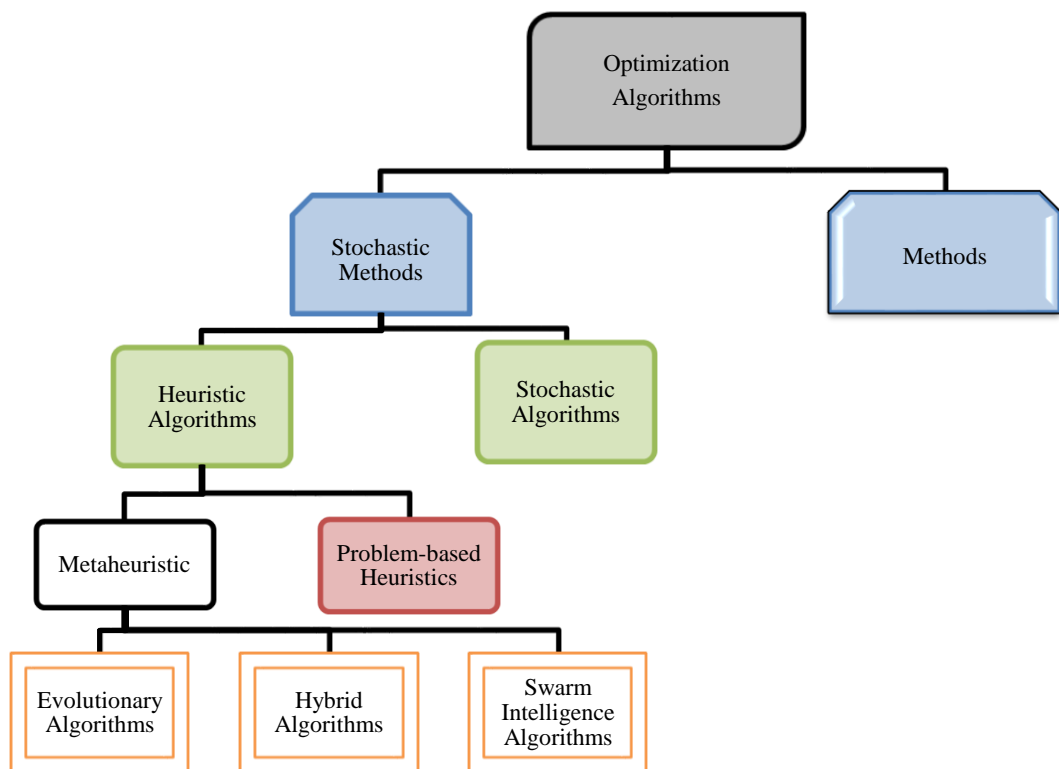 Optimization
Algorithms
Stochastic
Methods
Methods
Heuristic
Algorithms
Stochastic
Algorithms
Metaheuristic
Problem-based
Heuristics
Evolutionary
Algorithms
Hybrid
Algorithms
Swarm
Intelligence
Algorithms